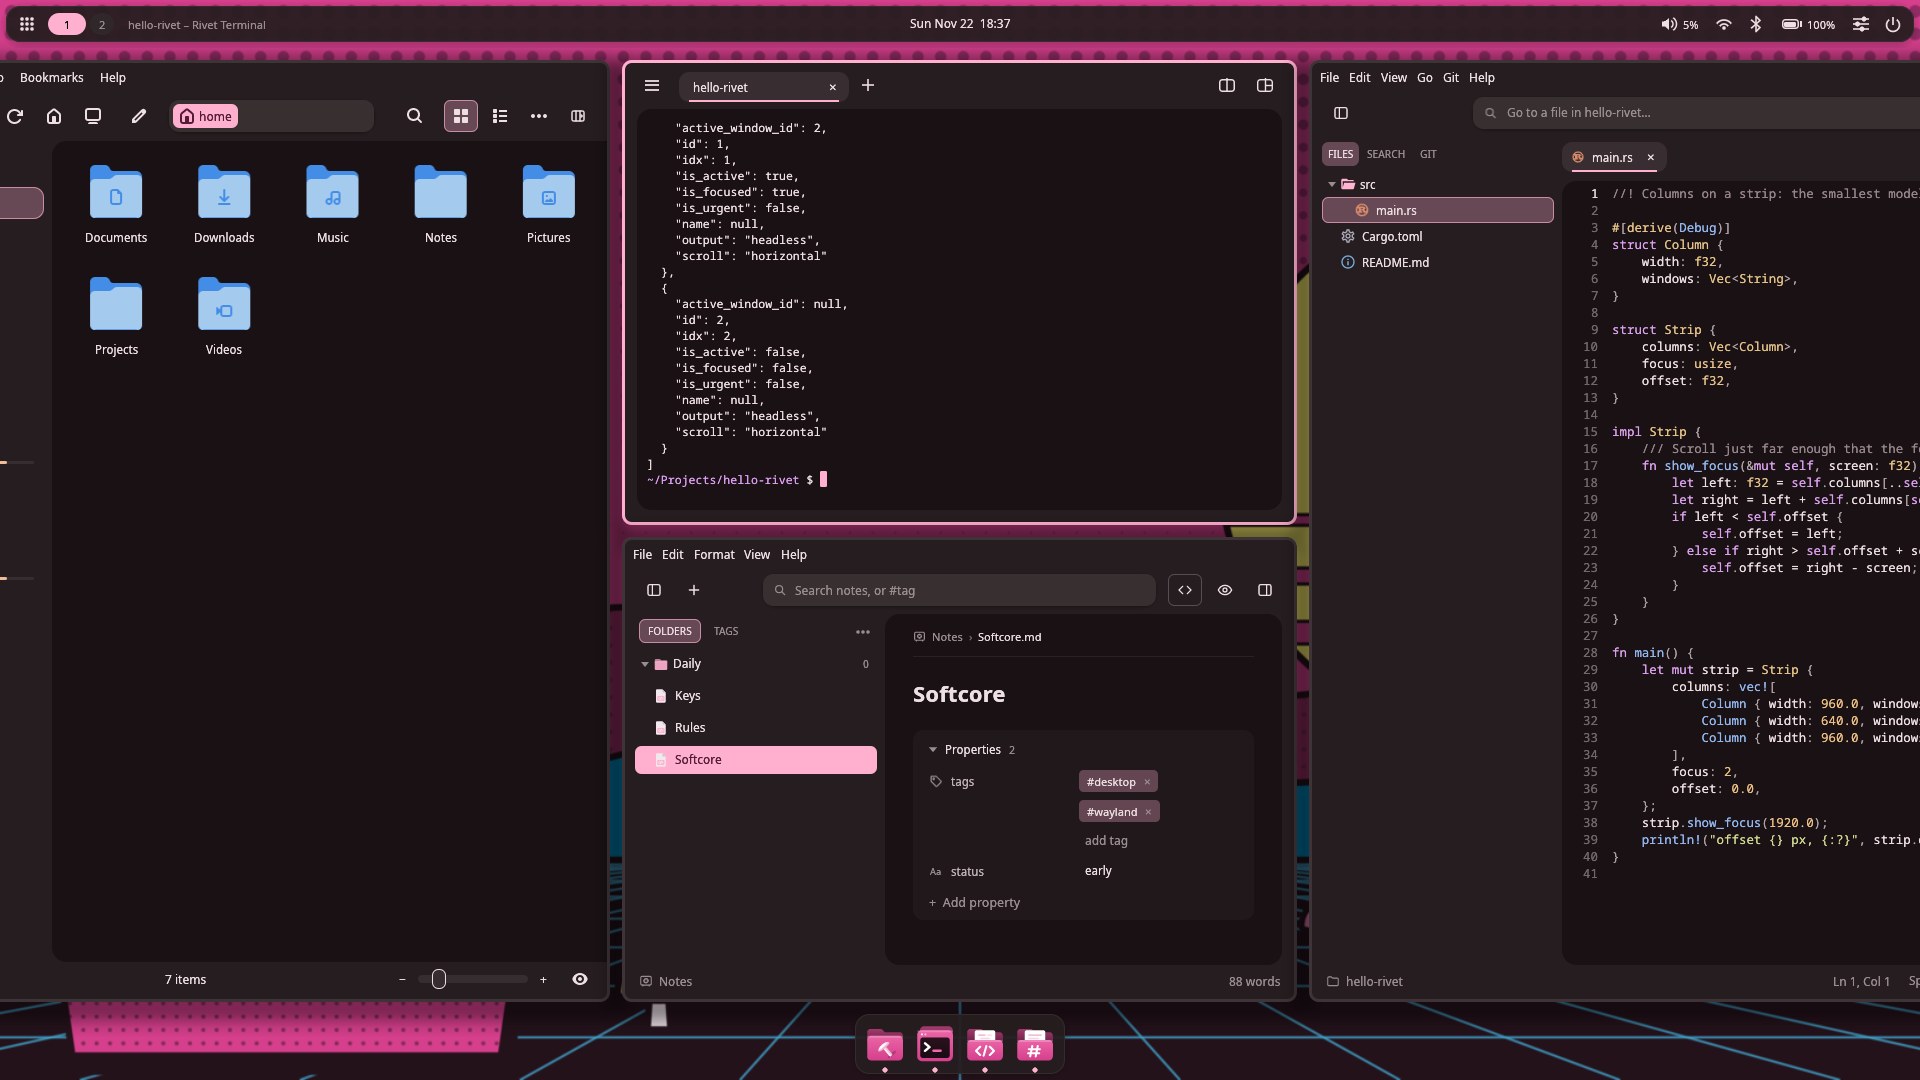 1
2
hello-rivet – Rivet Terminal
Sun Nov 22 18:37
5%
100%
Bookmarks
Help
home
Documents
Downloads
Music
Notes
Pictures
Projects
Videos
7 items
hello-rivet
"active_window_id": 2,
"id": 1,
"idx": 1,
"is_active": true,
"is_focused": true,
"is_urgent": false,
"name": null,
"output": "headless",
"scroll": "horizontal"
},
{
"active_window_id": null,
"id": 2,
"idx": 2,
"is_active": false,
"is_focused": false,
"is_urgent": false,
"name": null,
"output": "headless",
"scroll": "horizontal"
}
]
~/Projects/hello-rivet $
File Edit Format View Help
Search notes, or #tag
FOLDERS
TAGS
Daily 0
Keys
Rules
Softcore
Notes › Softcore.md
Softcore
Properties 2
tags
#desktop ×
#wayland ×
add tag
Aa status early
+ Add property
Notes
88 words
File Edit View Go Git Help
Go to a file in hello-rivet...
FILES SEARCH GIT
src
main.rs
Cargo.toml
README.md
main.rs
1 //! Columns on a strip: the smallest
2
3 #[derive(Debug)]
4 struct Column {
5 width: f32,
6 windows: Vec<String>,
7 }
8
9 struct Strip {
10 columns: Vec<Column>,
11 focus: usize,
12 offset: f32,
13 }
14
15 impl Strip {
16 /// Scroll just far enough that the
17 fn show_focus(&mut self, screen: f32)
18 let left: f32 = self.columns[..
19 let right = left + self.columns[
20 if left < self.offset {
21 self.offset = left;
22 } else if right > self.offset +
23 self.offset = right - screen;
24 }
25 }
26 }
27
28 fn main() {
29 let mut strip = Strip {
30 columns: vec![
31 Column { width: 960.0,
32 Column { width: 640.0,
33 Column { width: 960.0,
34 ],
35 focus: 2,
36 offset: 0.0,
37 };
38 strip.show_focus(1920.0);
39 println!("offset {} px, {:?}", strip.
40 }
41
hello-rivet
Ln 1, Col 1